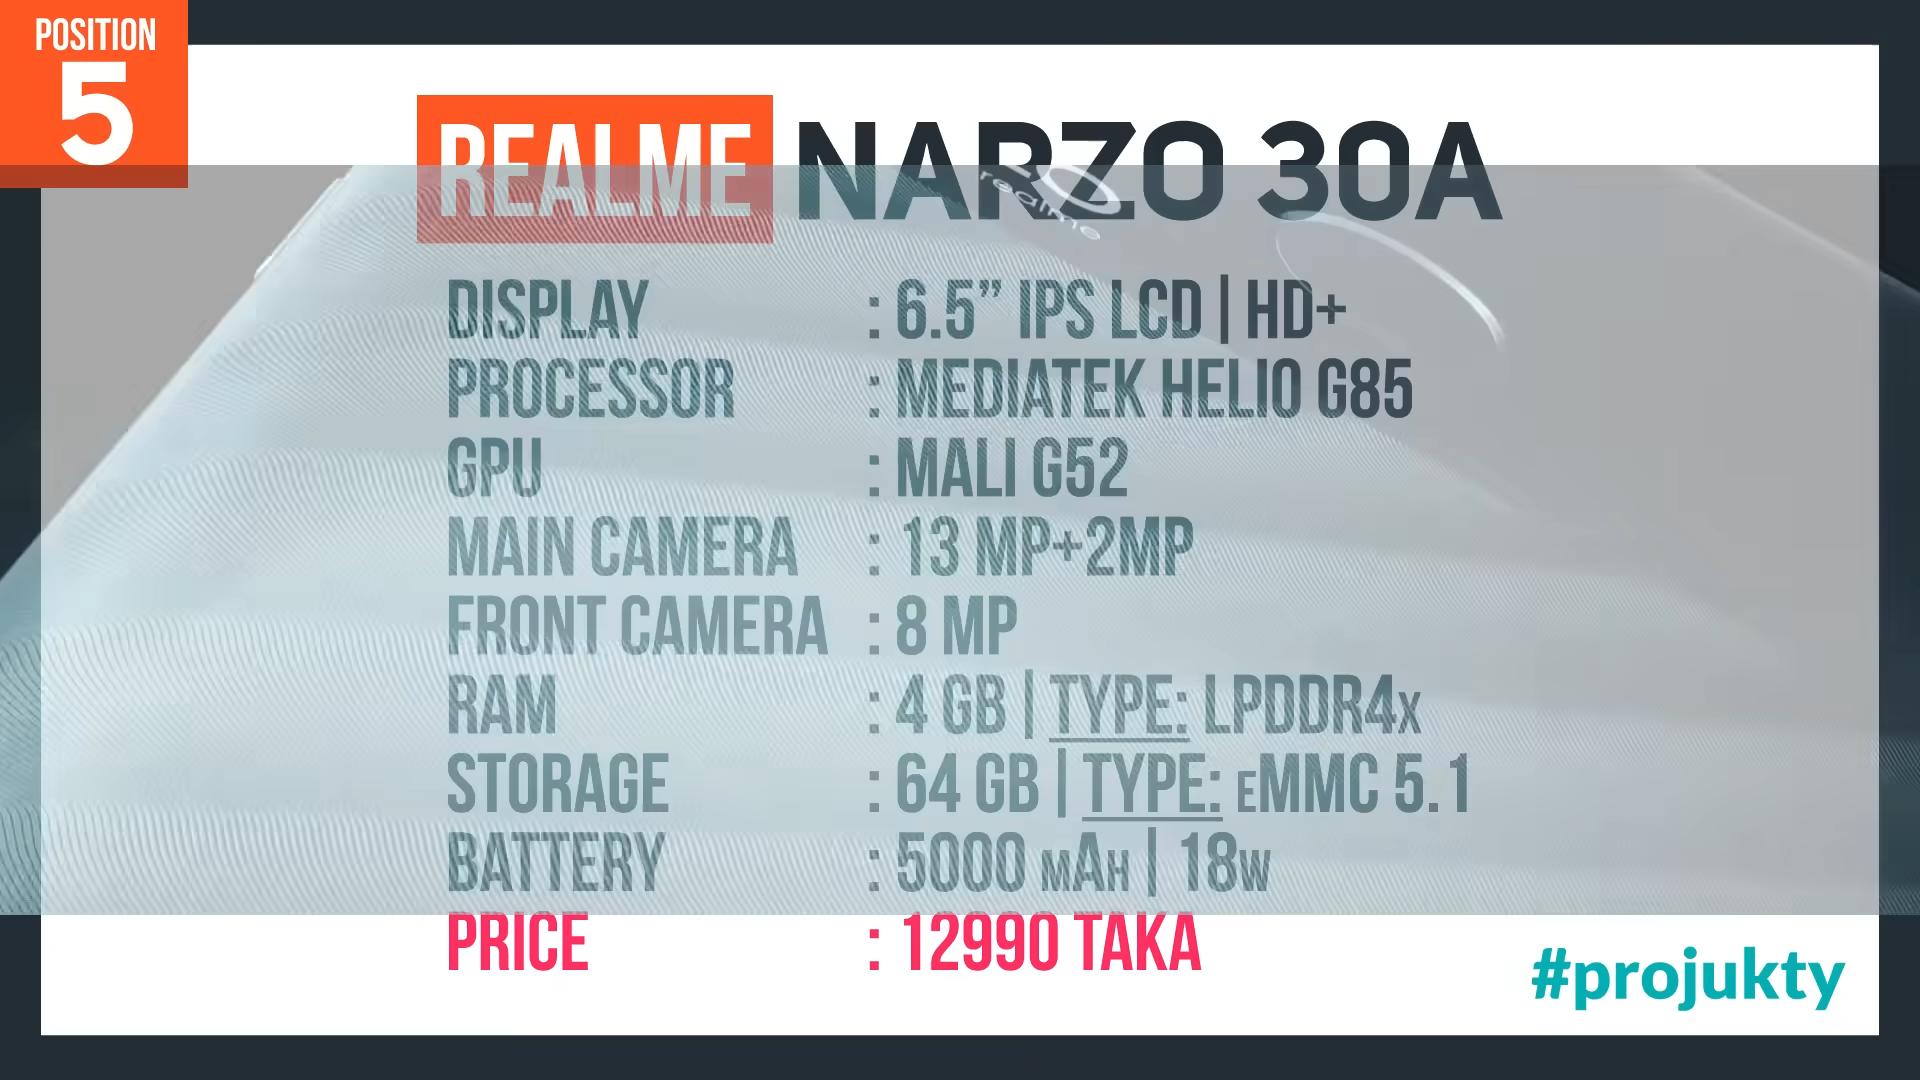 POSITION
5
REALME NARZO 30A
realme
DISPLAY : 6.5” IPS LCD | HD+
PROCESSOR : MEDIATEK HELIO G85
GPU : MALI G52
MAIN CAMERA : 13 MP+2MP
FRONT CAMERA : 8 MP
RAM : 4 GB | TYPE: LPDDR4X
STORAGE : 64 GB | TYPE: EMMC 5.1
BATTERY : 5000 MAH | 18W
PRICE : 12990 TAKA
#projukty